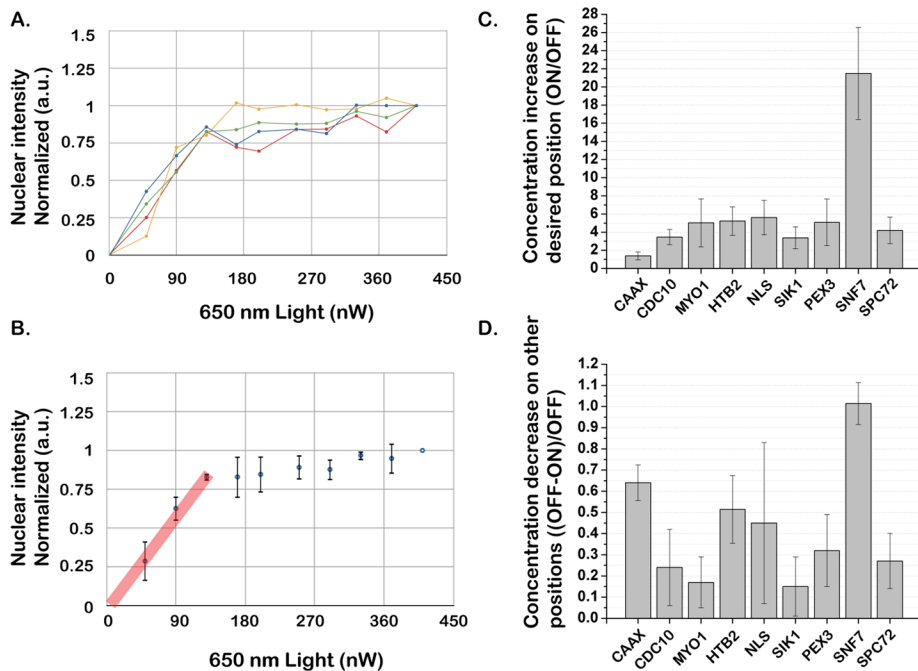 A.
Nuclear intensity
Normalized (a.u.)
1.5
1.25
1
0.75
0.5
0.25
0
0 90 180 270 360 450
650 nm Light (nW)
B.
Nuclear intensity
Normalized (a.u.)
1.5
1.25
1
0.75
0.5
0.25
0
0 90 180 270 360 450
650 nm Light (nW)
C.
Concentration increase on
desired position (ON/OFF)
28
26
24
22
20
18
16
14
12
10
8
6
4
2
0
CAAX CDC10 MYO1 HTB2 NLS SIK1 PEX3 SNF7 SPC72
D.
Concentration decrease on other
positions ((OFF-ON)/OFF)
1.2
1.1
1.0
0.9
0.8
0.7
0.6
0.5
0.4
0.3
0.2
0.1
0.0
CAAX CDC10 MYO1 HTB2 NLS SIK1 PEX3 SNF7 SPC72